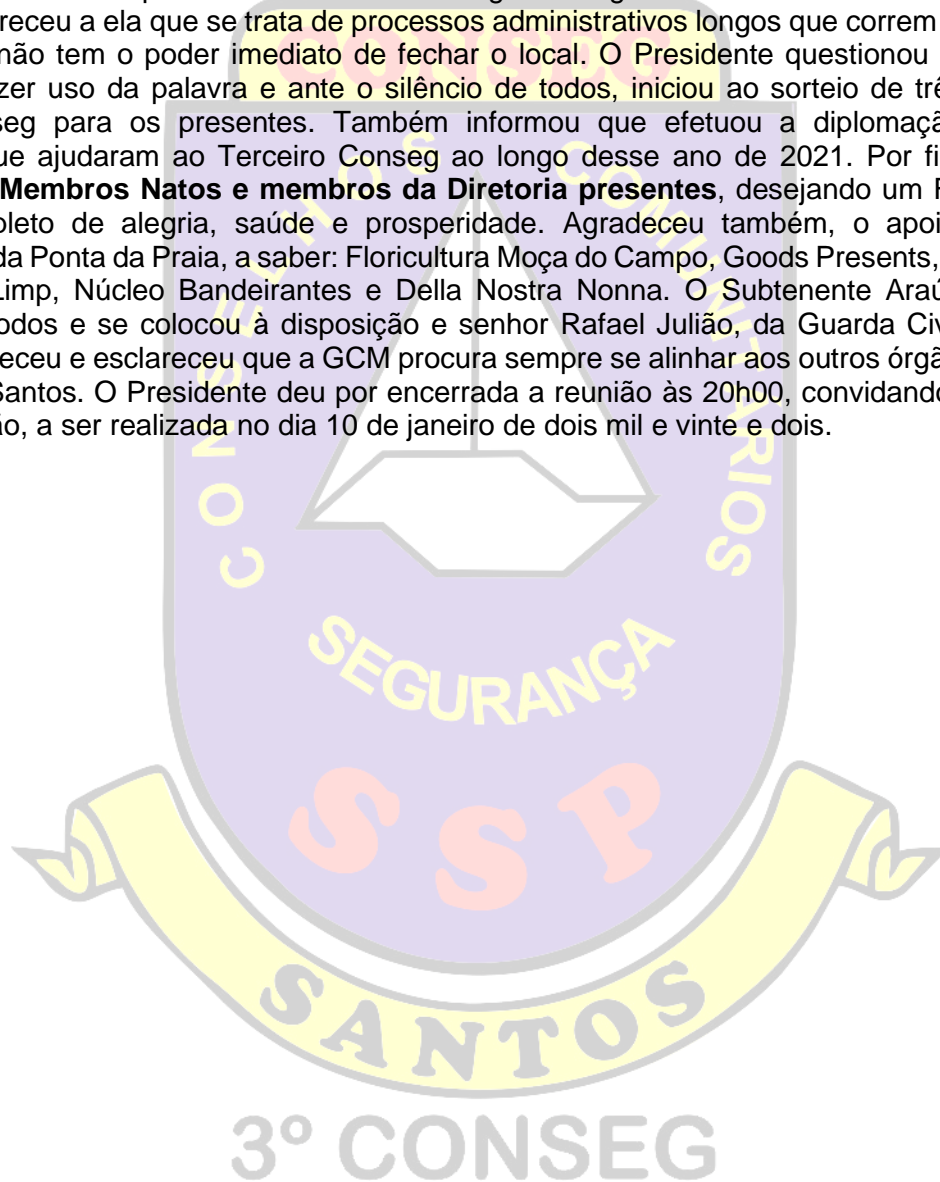 receu a ela que se trata de processos administrativos longos que correm
não tem o poder imediato de fechar o local. O Presidente questionou
zer uso da palavra e ante o silêncio de todos, iniciou ao sorteio de trê
seg para os presentes. Também informou que efetuou a diplomaçã
ue ajudaram ao Terceiro Conseg ao longo desse ano de 2021. Por fi
Membros Natos e membros da Diretoria presentes, desejando um F
oleto de alegria, saúde e prosperidade. Agradeceu também, o apoi
da Ponta da Praia, a saber: Floricultura Moça do Campo, Goods Presents,
Limp, Núcleo Bandeirantes e Della Nostra Nonna. O Subtenente Araú
odos e se colocou à disposição e senhor Rafael Julião, da Guarda Civ
eceu e esclareceu que a GCM procura sempre se alinhar aos outros órgã
Santos. O Presidente deu por encerrada a reunião às 20h00, convidando
ão, a ser realizada no dia 10 de janeiro de dois mil e vinte e dois.
CONSEG
CONSELHOS COMUNITARIOS
SEGURANÇA
SSP
SANTOS
3º CONSEG